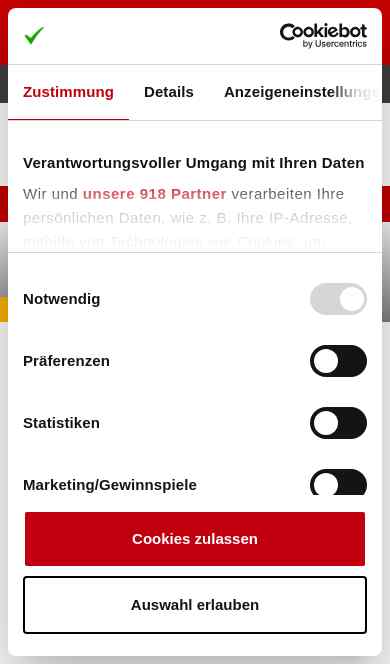 Cookiebot
by Usercentrics
Zustimmung Details Anzeigeneinstellung
Verantwortungsvoller Umgang mit Ihren Daten
Wir und unsere 918 Partner verarbeiten Ihre
persönlichen Daten, wie z. B. Ihre IP-Adresse,
mithilfe von Technologien wie Cookies, um
Notwendig
Präferenzen
Statistiken
Marketing/Gewinnspiele
Cookies zulassen
Auswahl erlauben